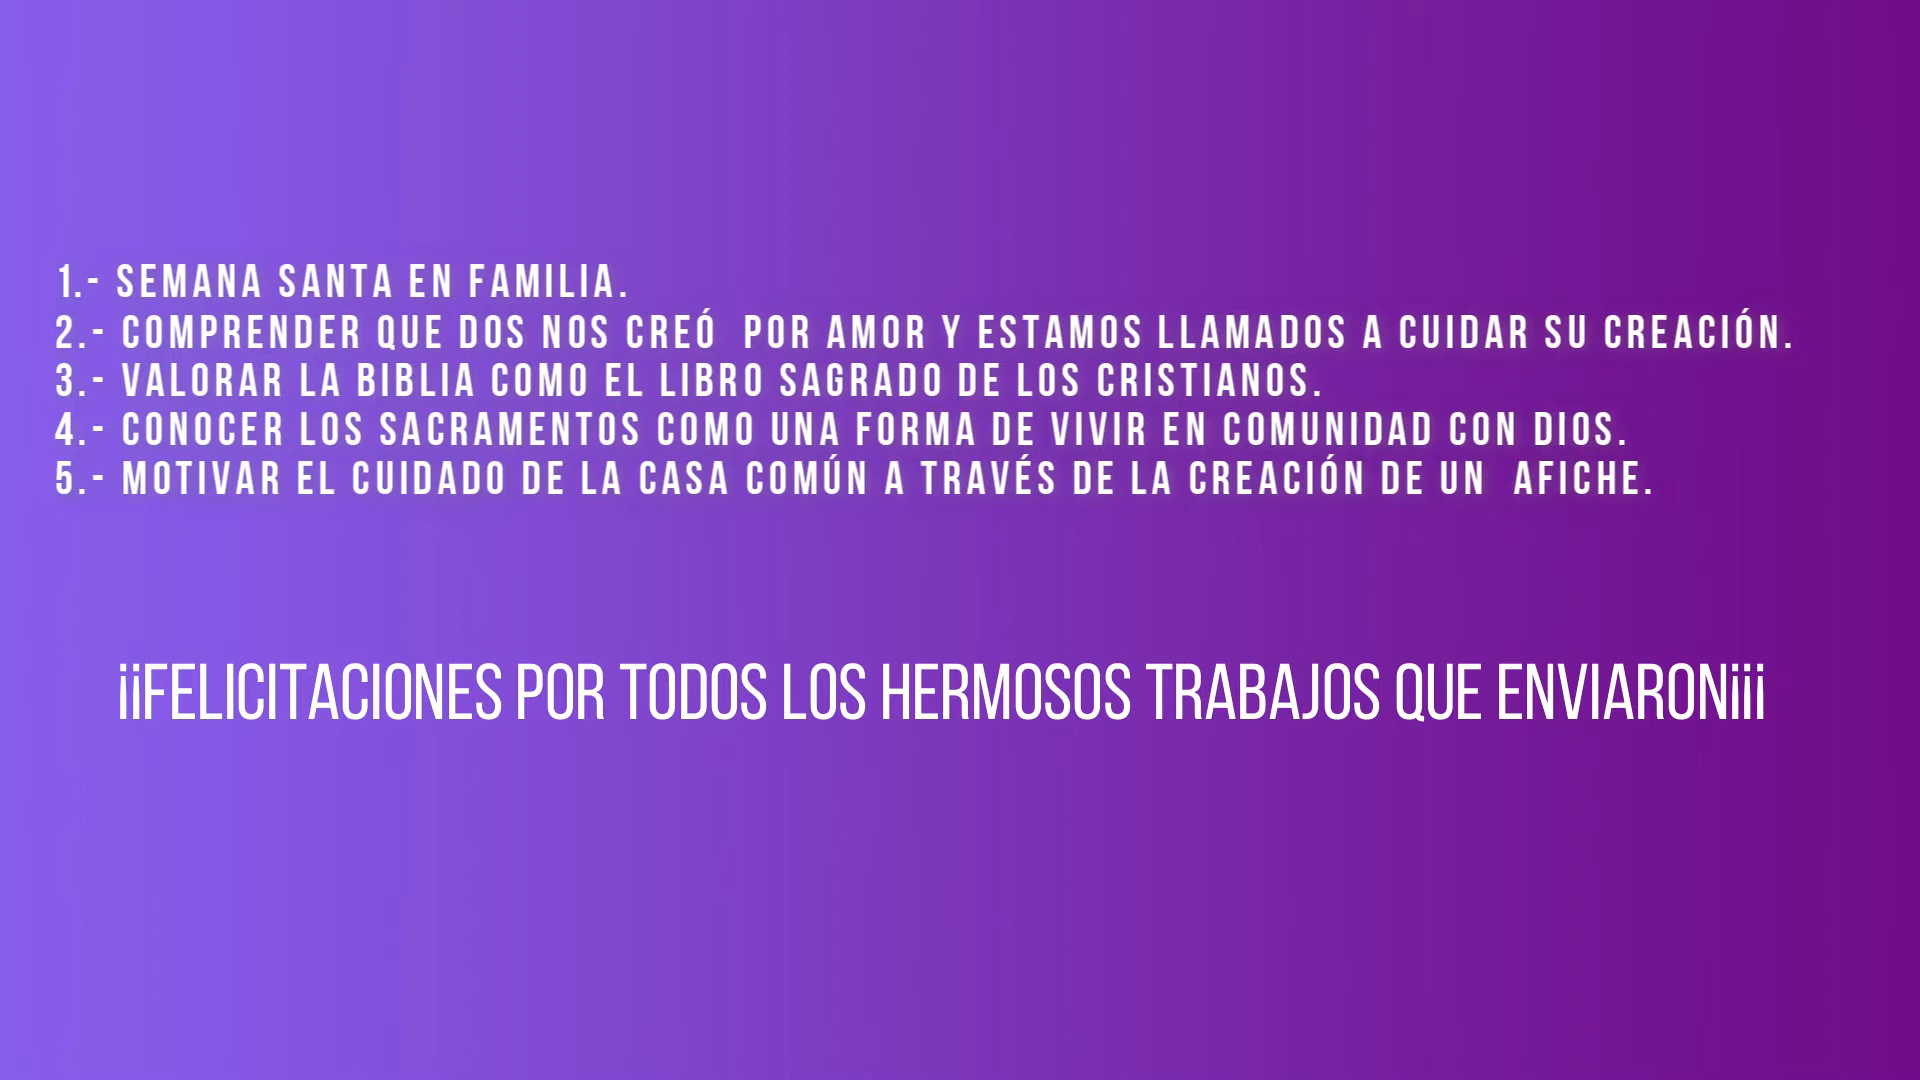 1.- SEMANA SANTA EN FAMILIA.
2.- COMPRENDER QUE DOS NOS CREÓ  POR AMOR Y ESTAMOS LLAMADOS A CUIDAR SU CREACIÓN.
3.- VALORAR LA BIBLIA COMO EL LIBRO SAGRADO DE LOS CRISTIANOS.
4.- CONOCER LOS SACRAMENTOS COMO UNA FORMA DE VIVIR EN COMUNIDAD CON DIOS.
5.- MOTIVAR EL CUIDADO DE LA CASA COMÚN A TRAVÉS DE LA CREACIÓN DE UN  AFICHE.
¡¡FELICITACIONES POR TODOS LOS HERMOSOS TRABAJOS QUE ENVIARON¡¡¡